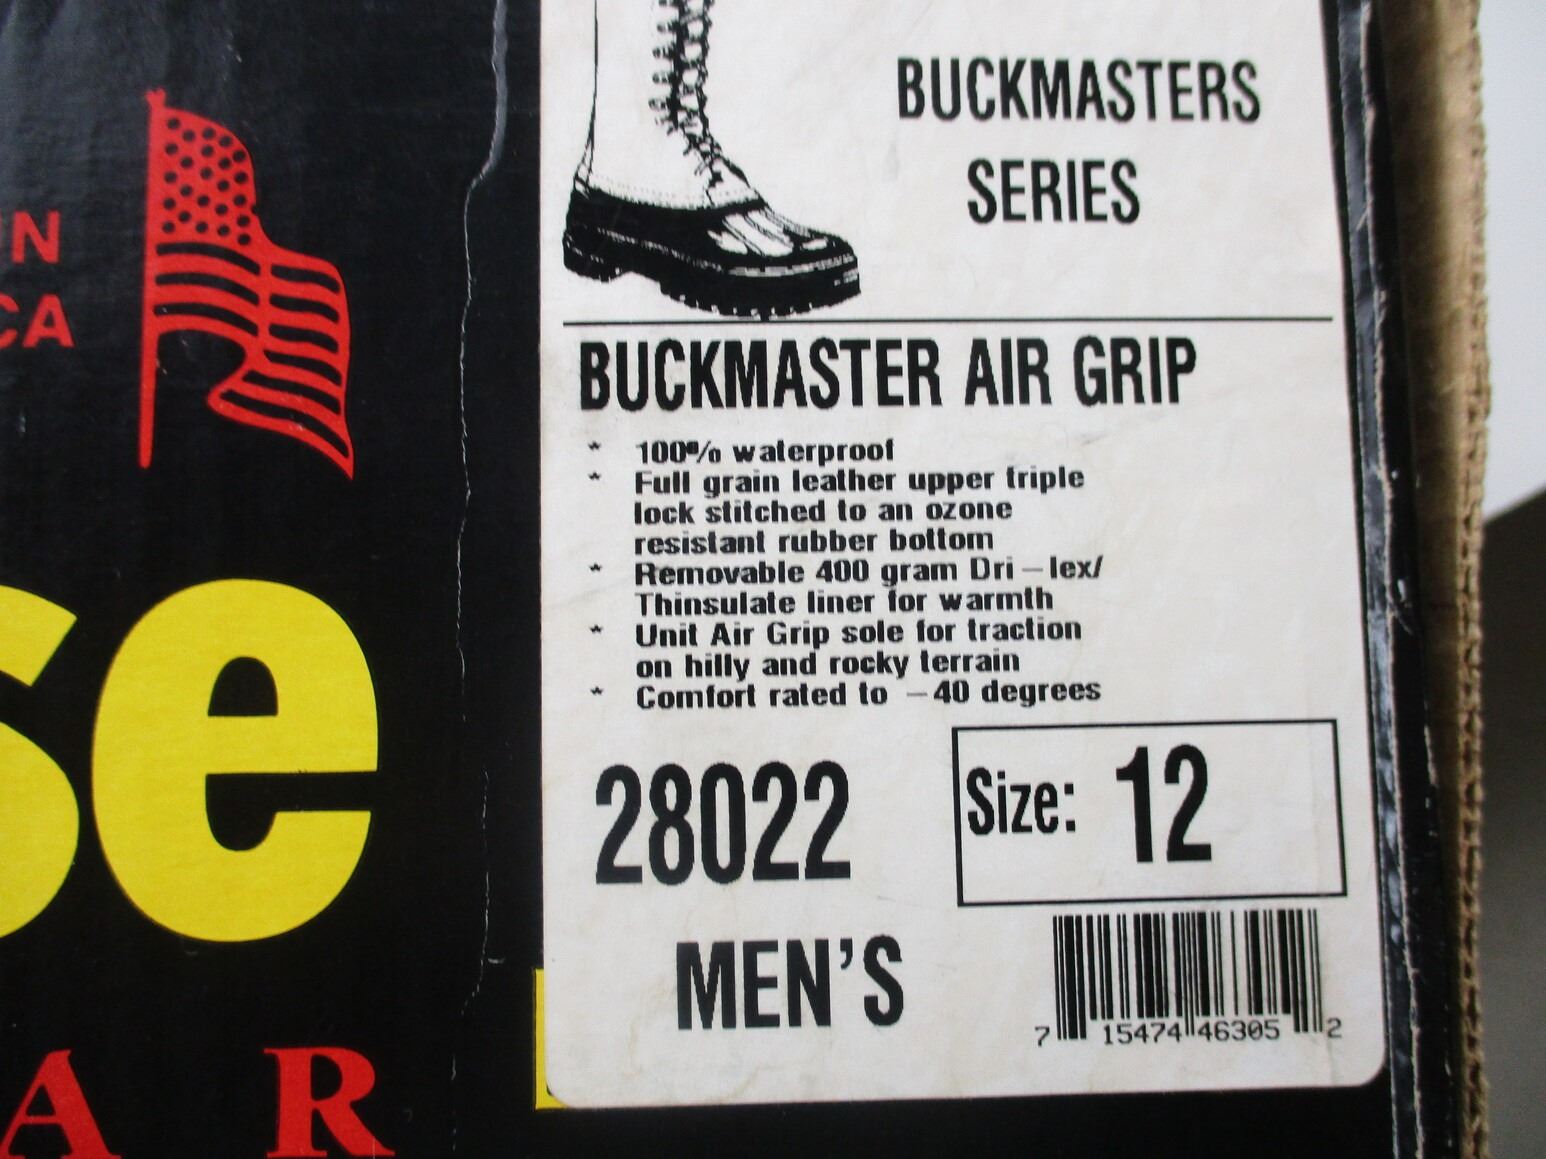 BUCKMASTERS
SERIES
BUCKMASTER AIR GRIP
* 100% waterproof
* Full grain leather upper triple
lock stitched to an ozone
resistant rubber bottom
* Removable 400 gram Dri-lex/
Thinsulate liner for warmth
* Unit Air Grip sole for traction
on hilly and rocky terrain
* Comfort rated to -40 degrees
28022
Size: 12
MEN'S
7 15474 46305 2
N
CA
se
AR